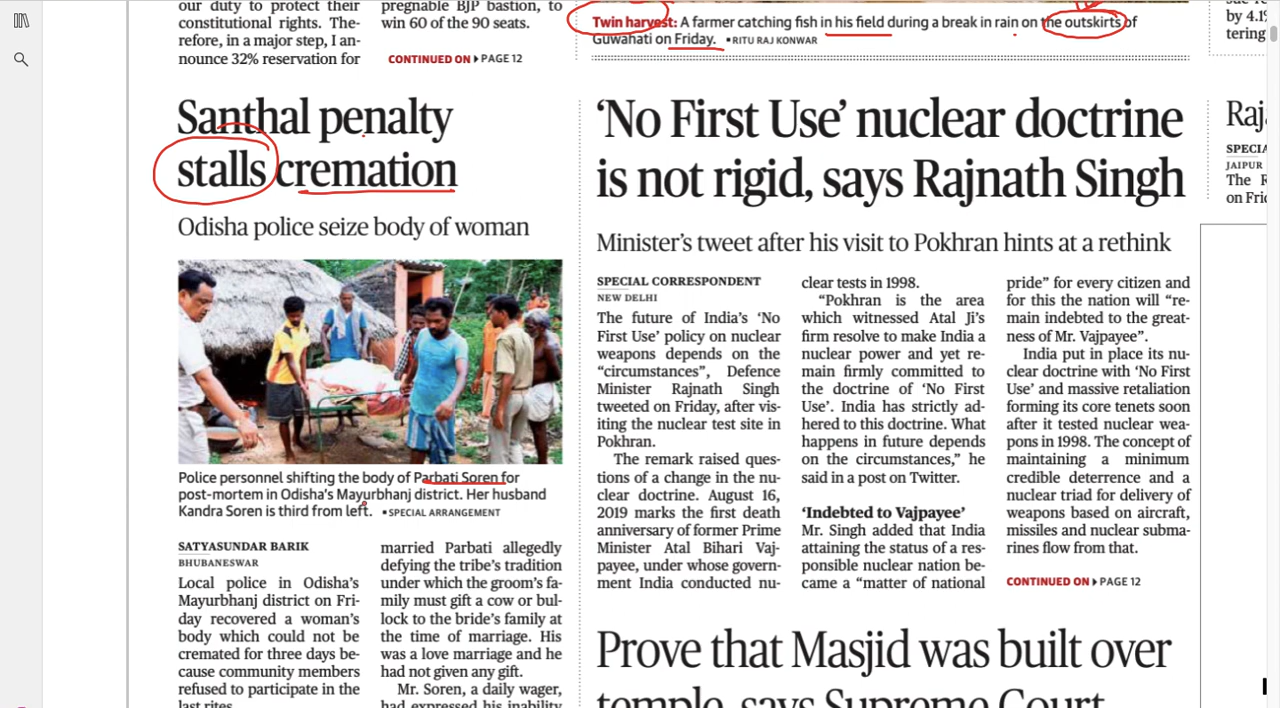 our duty to protect their
constitutional rights. The-
refore, in a major step, I an-
nounce 32% reservation for
pregnable BJP bastion, to
win 60 of the 90 seats.
CONTINUED ON ▸ PAGE 12
Twin harvest: A farmer catching fish in his field during a break in rain on the outskirts of
Guwahati on Friday. ▪ RITU RAJ KONWAR
by 4.1%
tering
Santhal penalty
stalls cremation
Odisha police seize body of woman
Police personnel shifting the body of Parbati Soren for
post-mortem in Odisha's Mayurbhanj district. Her husband
Kandra Soren is third from left. ▪ SPECIAL ARRANGEMENT
SATYASUNDAR BARIK
BHUBANESWAR
Local police in Odisha's
Mayurbhanj district on Fri-
day recovered a woman's
body which could not be
cremated for three days be-
cause community members
refused to participate in the
last rites.
married Parbati allegedly
defying the tribe's tradition
under which the groom's fa-
mily must gift a cow or bul-
lock to the bride's family at
the time of marriage. His
was a love marriage and he
had not given any gift.
Mr. Soren, a daily wager,
had expressed his inability
'No First Use' nuclear doctrine
is not rigid, says Rajnath Singh
Minister's tweet after his visit to Pokhran hints at a rethink
SPECIAL CORRESPONDENT
NEW DELHI
The future of India's 'No
First Use' policy on nuclear
weapons depends on the
"circumstances", Defence
Minister Rajnath Singh
tweeted on Friday, after vis-
iting the nuclear test site in
Pokhran.
The remark raised ques-
tions of a change in the nu-
clear doctrine. August 16,
2019 marks the first death
anniversary of former Prime
Minister Atal Bihari Vaj-
payee, under whose govern-
ment India conducted nu-
clear tests in 1998.
"Pokhran is the area
which witnessed Atal Ji's
firm resolve to make India a
nuclear power and yet re-
main firmly committed to
the doctrine of 'No First
Use'. India has strictly ad-
hered to this doctrine. What
happens in future depends
on the circumstances," he
said in a post on Twitter.
'Indebted to Vajpayee'
Mr. Singh added that India
attaining the status of a res-
ponsible nuclear nation be-
came a "matter of national
pride" for every citizen and
for this the nation will "re-
main indebted to the great-
ness of Mr. Vajpayee".
India put in place its nu-
clear doctrine with 'No First
Use' and massive retaliation
forming its core tenets soon
after it tested nuclear wea-
pons in 1998. The concept of
maintaining a minimum
credible deterrence and a
nuclear triad for delivery of
weapons based on aircraft,
missiles and nuclear subma-
rines flow from that.
CONTINUED ON ▸ PAGE 12
Prove that Masjid was built over
temple, says Supreme Court
Raj
SPECIA
JAIPUR
The R
on Fri